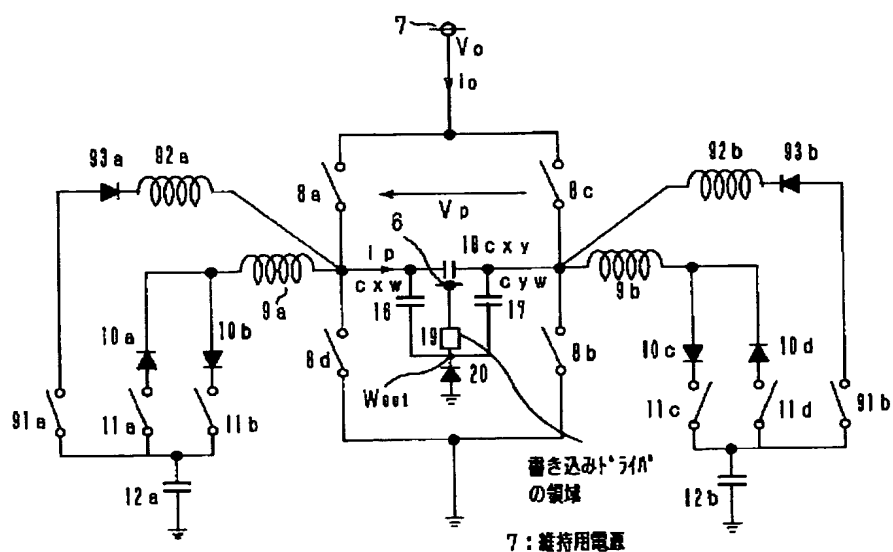 7
Vo
io
93a
92a
8a
8c
92b
93b
Vp
6
ip
18cxy
cxw
cyw
9a
16
17
9b
10a
10b
8d
19
8b
10c
10d
20
Wout
91a
11a
11b
11c
11d
91b
12a
12b
書き込みドライバ
の領域
7：維持用電源